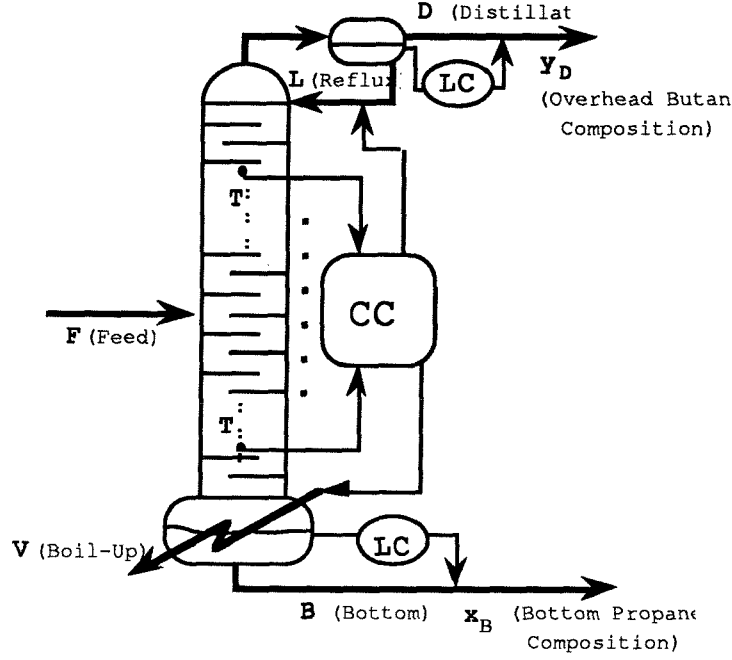 D (Distillat
L (Reflux
LC
y_D
(Overhead Butan
Composition)
T
CC
F (Feed)
T
V (Boil-Up)
LC
B (Bottom)
x_B (Bottom Propane
Composition)